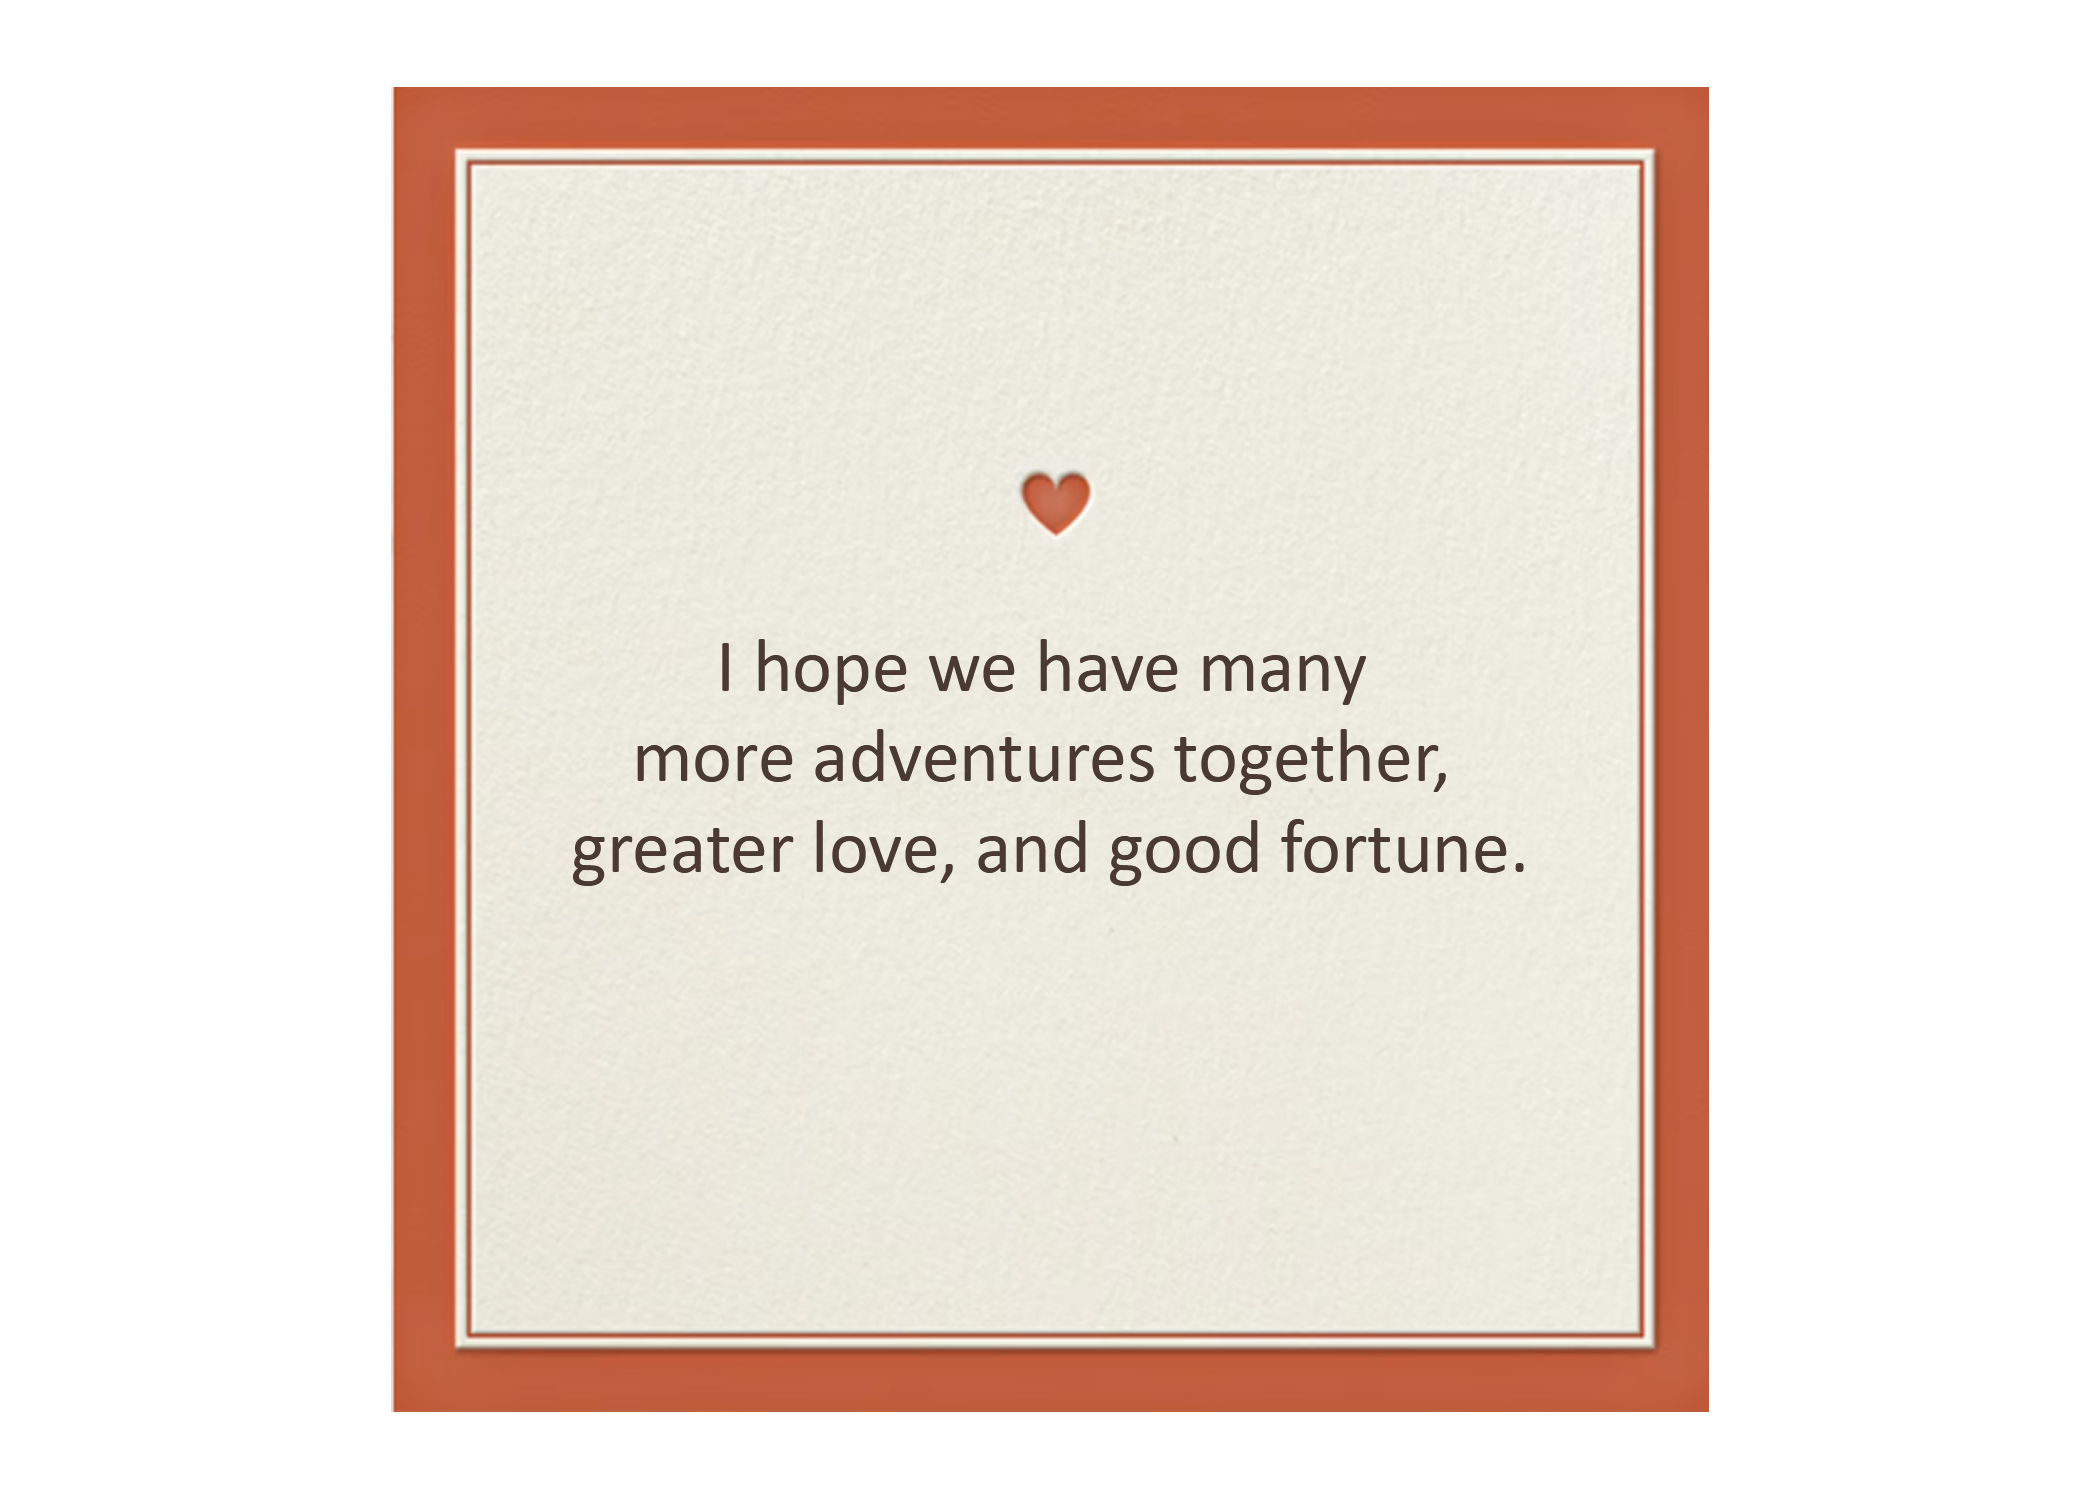 I hope we have many
more adventures together,
greater love, and good fortune.